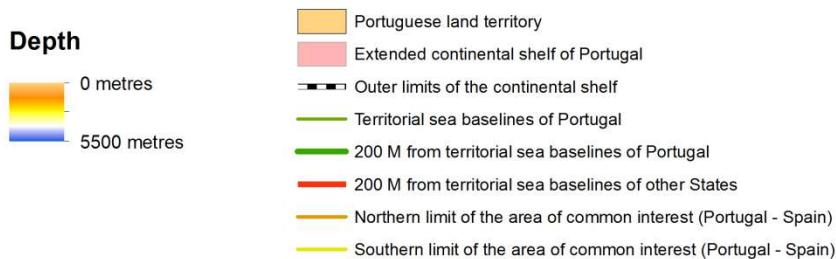 Depth
0 metres
5500 metres
Portuguese land territory
Extended continental shelf of Portugal
Outer limits of the continental shelf
Territorial sea baselines of Portugal
200 M from territorial sea baselines of Portugal
200 M from territorial sea baselines of other States
Northern limit of the area of common interest (Portugal - Spain)
Southern limit of the area of common interest (Portugal - Spain)